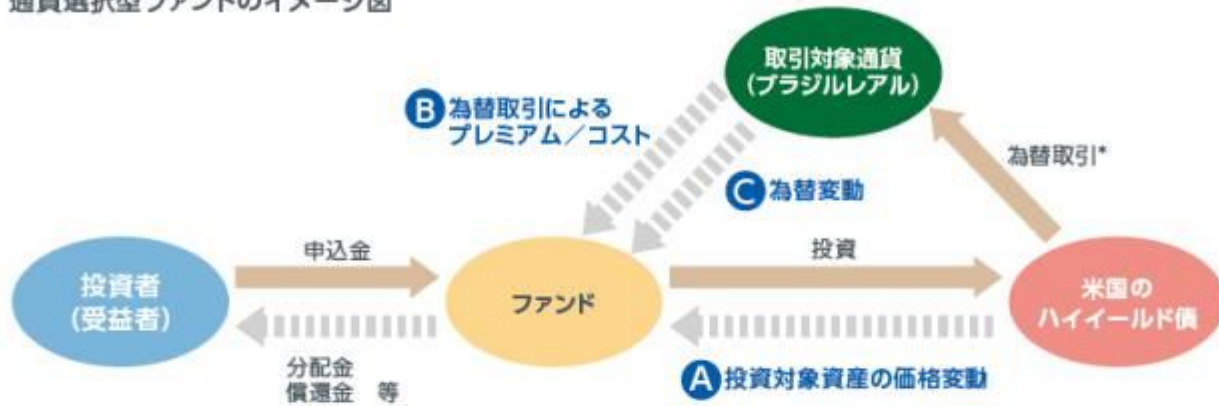 通貨選択型ファンドのイメージ図
取引対象通貨
(ブラジルレアル)
B 為替取引による
プレミアム／コスト
為替取引*
C 為替変動
申込金
投資
投資者
(受益者)
ファンド
米国の
ハイイールド債
分配金
償還金 等
A 投資対象資産の価格変動